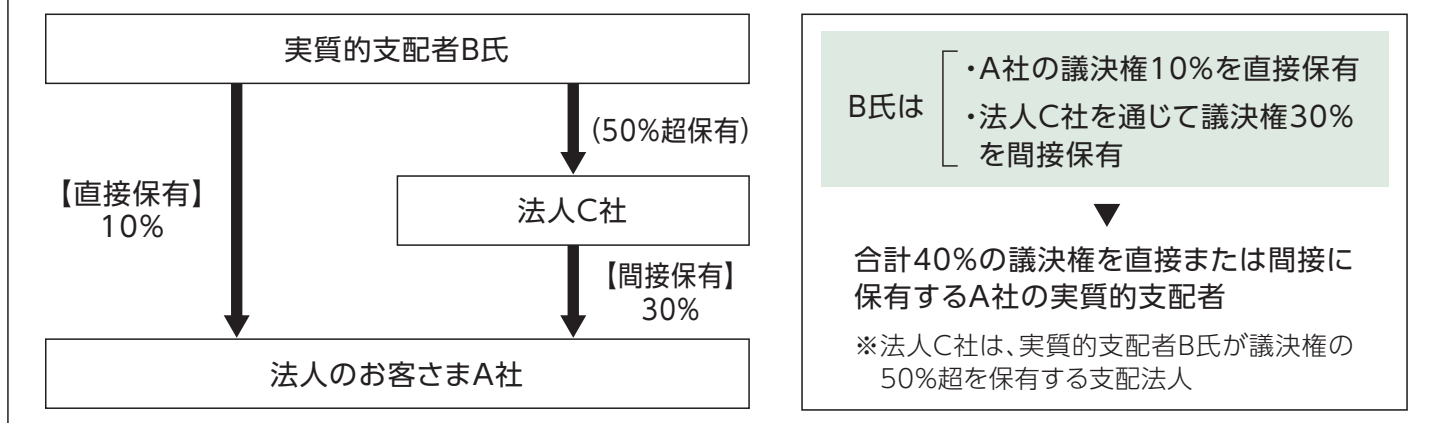 実質的支配者B氏
(50%超保有)
【直接保有】
10%
法人C社
【間接保有】
30%
法人のお客さまA社
B氏は
・A社の議決権10%を直接保有
・法人C社を通じて議決権30%
を間接保有
▼
合計40%の議決権を直接または間接に
保有するA社の実質的支配者
※法人C社は、実質的支配者B氏が議決権の
50%超を保有する支配法人